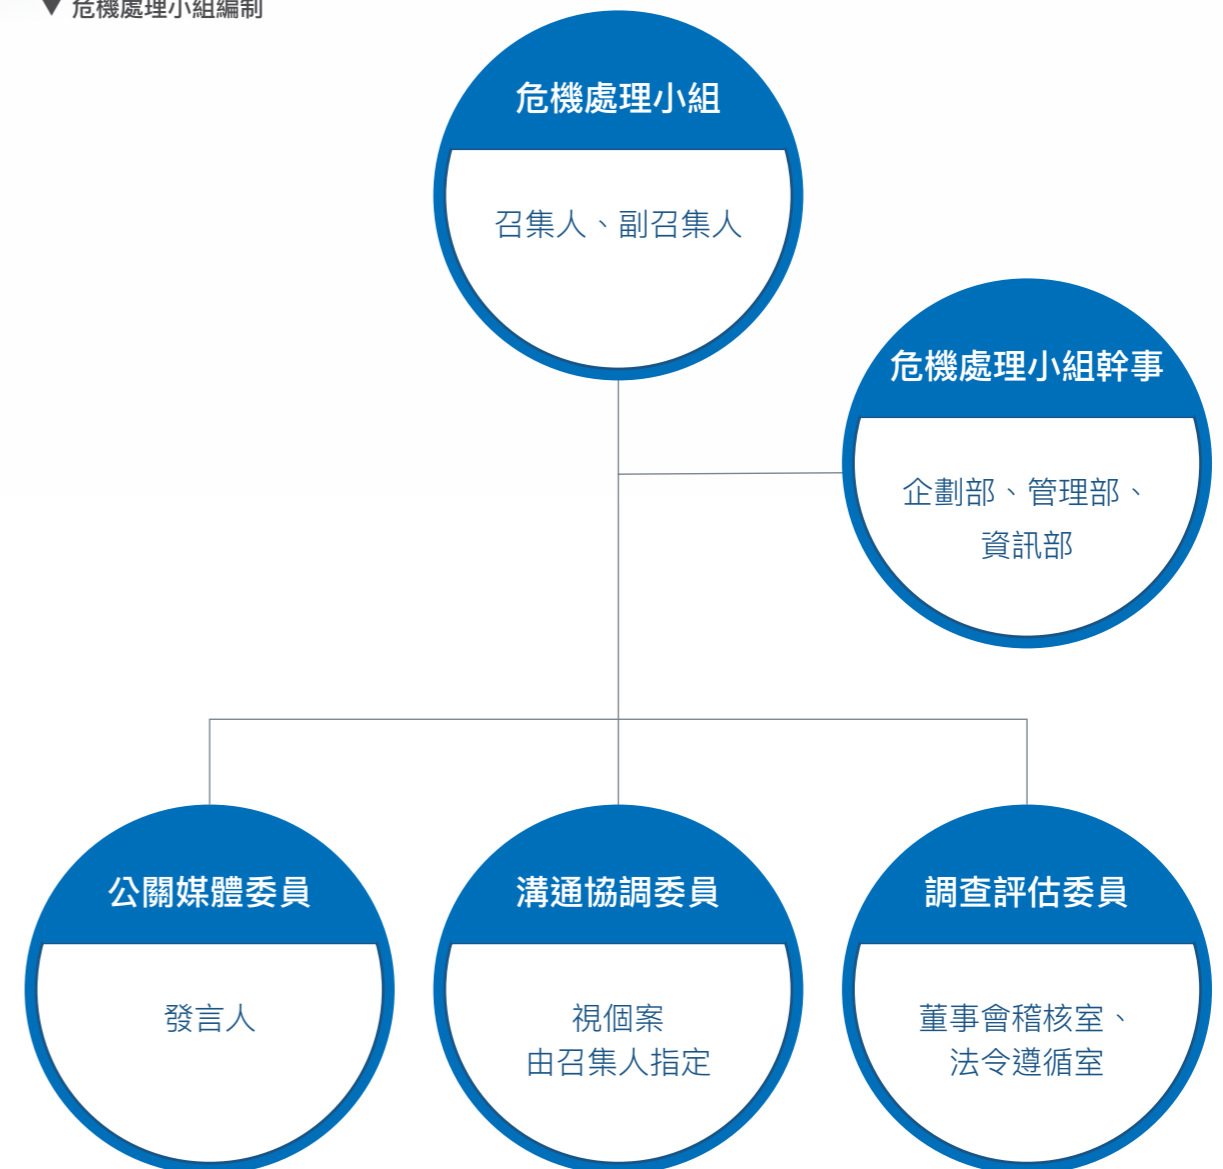 ▼ 危機處理小組編制
危機處理小組
召集人、副召集人
危機處理小組幹事
企劃部、管理部、
資訊部
公關媒體委員
發言人
溝通協調委員
視個案
由召集人指定
調查評估委員
董事會稽核室、
法令遵循室